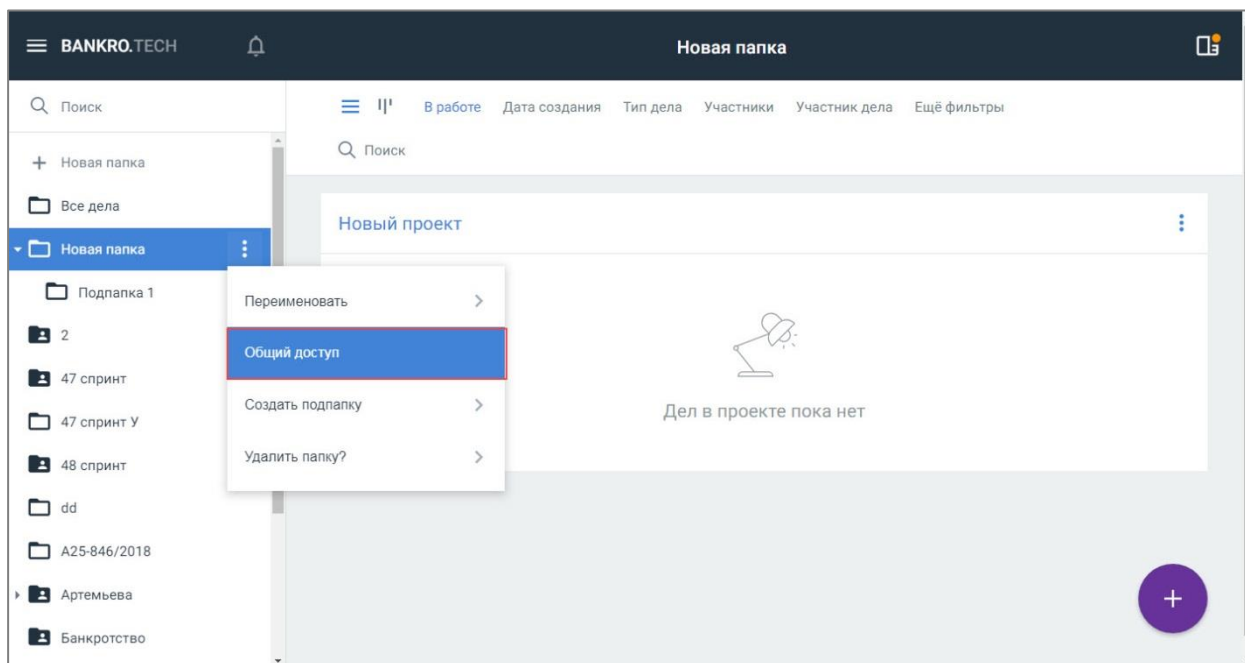 BANKRO.TECH
Новая папка
Поиск
В работе Дата создания Тип дела Участники Участник дела Ещё фильтры
Поиск
Новая папка
Все дела
Новая папка
Подпапка 1
2
47 спринт
47 спринт У
48 спринт
dd
А25-846/2018
Артемьева
Банкротство
Переименовать
Общий доступ
Создать подпапку
Удалить папку?
Новый проект
Дел в проекте пока нет